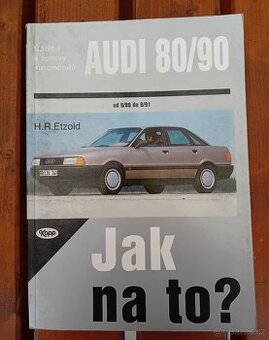 Údržba
a opravy
automobilů
AUDI 80/90
od 9/86 do 8/91
H.R.Etzold
Kopp
Jak
na to?